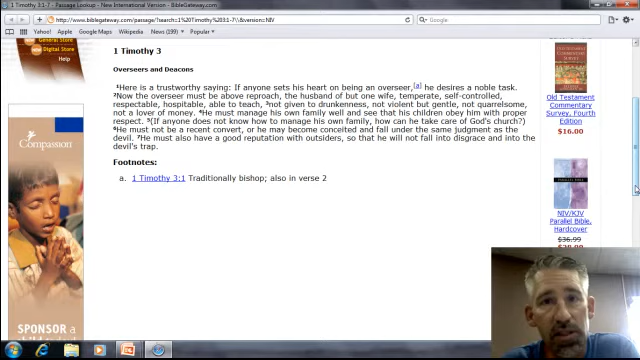 1 Timothy 3:1-7 - Passage Lookup - New International Version - BibleGateway.com
http://www.biblegateway.com/passage/?search=1%20Timothy%203:1-7\&version=NIV
Google
Yahoo!
Google Maps
YouTube
Wikipedia
News (199)
Popular
General Store
Digital Store
Help
1 Timothy 3
Overseers and Deacons
1Here is a trustworthy saying: If anyone sets his heart on being an overseer,[a] he desires a noble task.
2Now the overseer must be above reproach, the husband of but one wife, temperate, self-controlled,
respectable, hospitable, able to teach, 3not given to drunkenness, not violent but gentle, not quarrelsome,
not a lover of money. 4He must manage his own family well and see that his children obey him with proper
respect. 5(If anyone does not know how to manage his own family, how can he take care of God's church?)
6He must not be a recent convert, or he may become conceited and fall under the same judgment as the
devil. 7He must also have a good reputation with outsiders, so that he will not fall into disgrace and into the
devil's trap.
Footnotes:
a. 1 Timothy 3:1 Traditionally bishop; also in verse 2
Old Testament
Commentary
Survey, Fourth
Edition
$16.00
NIV/KJV
Parallel Bible,
Hardcover
$36.99
Compassion
SPONSOR a